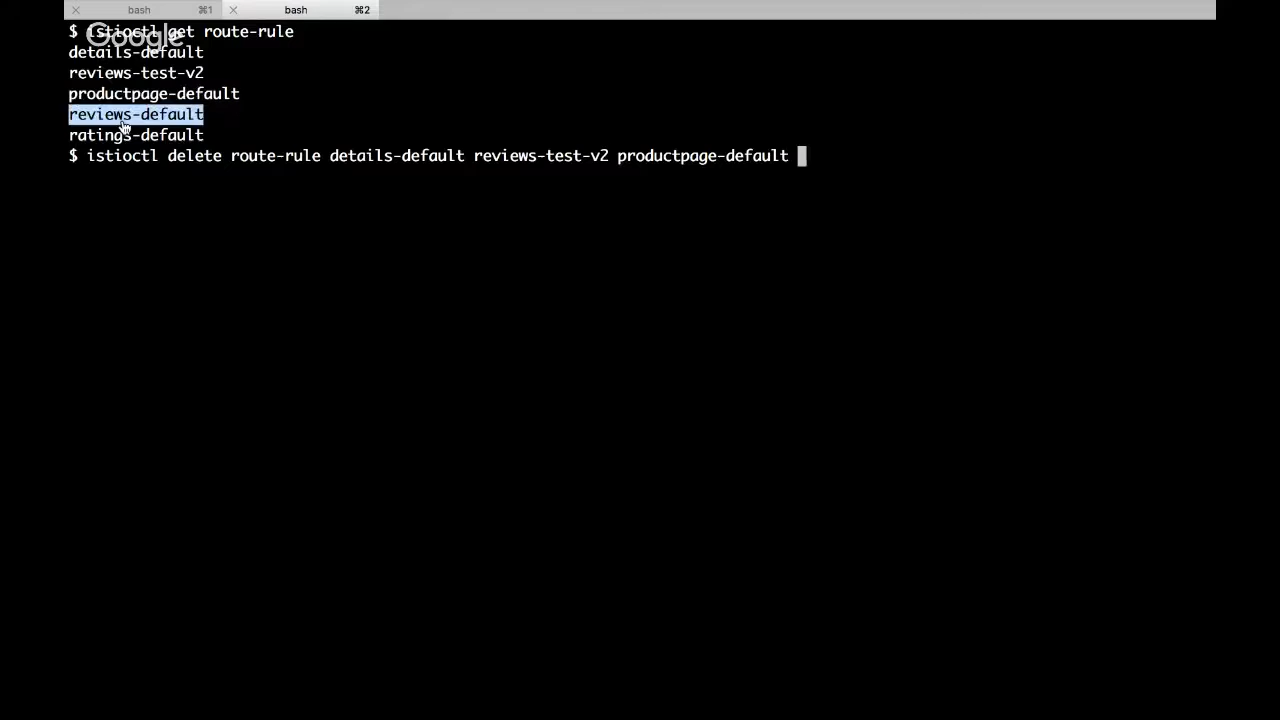 bash ⌘1 bash ⌘2
Google
$ istioctl get route-rule
details-default
reviews-test-v2
productpage-default
reviews-default
ratings-default
$ istioctl delete route-rule details-default reviews-test-v2 productpage-default